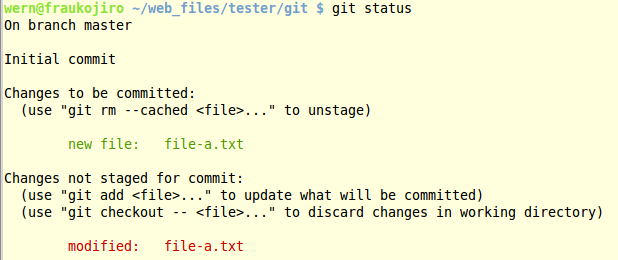 wern@fraukojiro ~/web_files/tester/git $ git status
On branch master
Initial commit
Changes to be committed:
(use "git rm --cached <file>..." to unstage)
new file: file-a.txt
Changes not staged for commit:
(use "git add <file>..." to update what will be committed)
(use "git checkout -- <file>..." to discard changes in working directory)
modified: file-a.txt